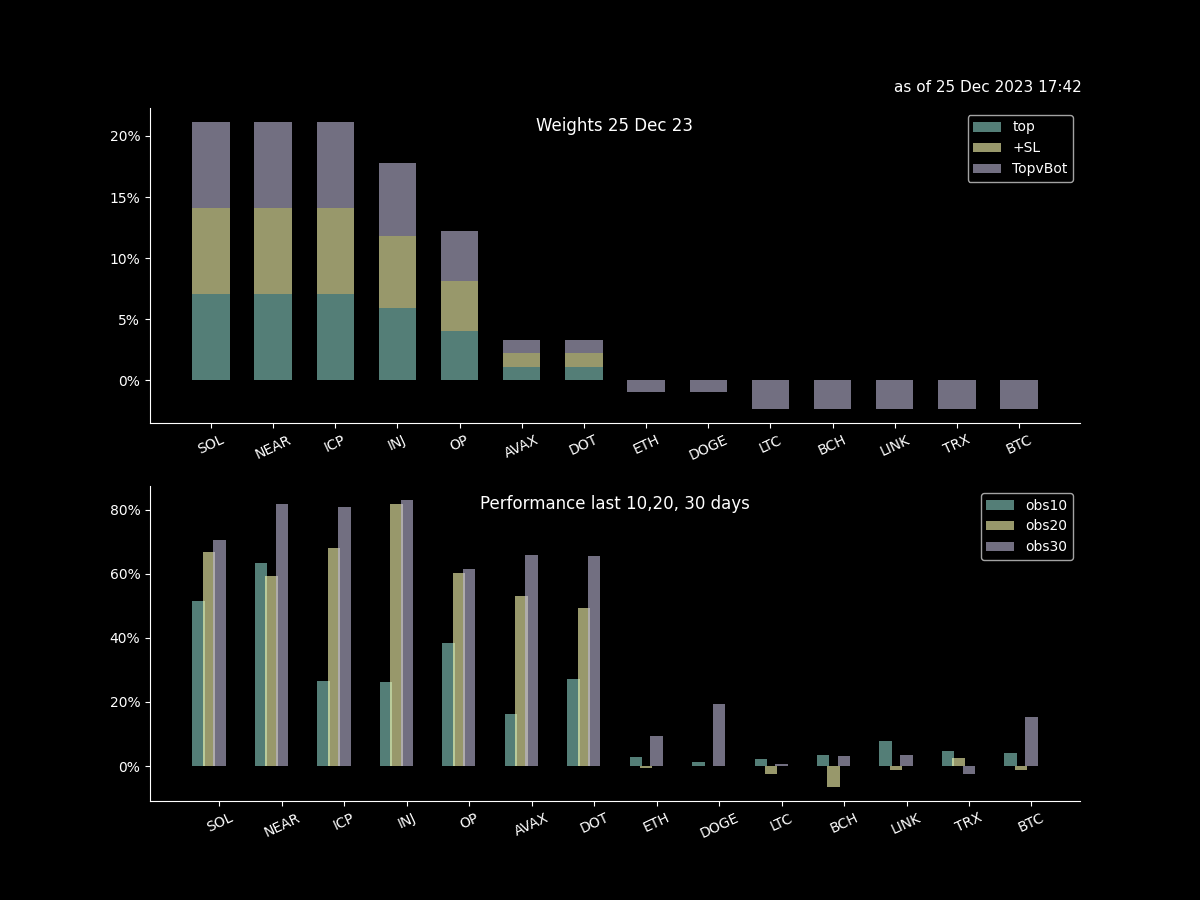 as of 25 Dec 2023 17:42
Weights 25 Dec 23
top
+SL
TopvBot
20%
15%
10%
5%
0%
SOL NEAR ICP INJ OP AVAX DOT ETH DOGE LTC BCH LINK TRX BTC
Performance last 10,20, 30 days
obs10
obs20
obs30
80%
60%
40%
20%
0%
SOL NEAR ICP INJ OP AVAX DOT ETH DOGE LTC BCH LINK TRX BTC